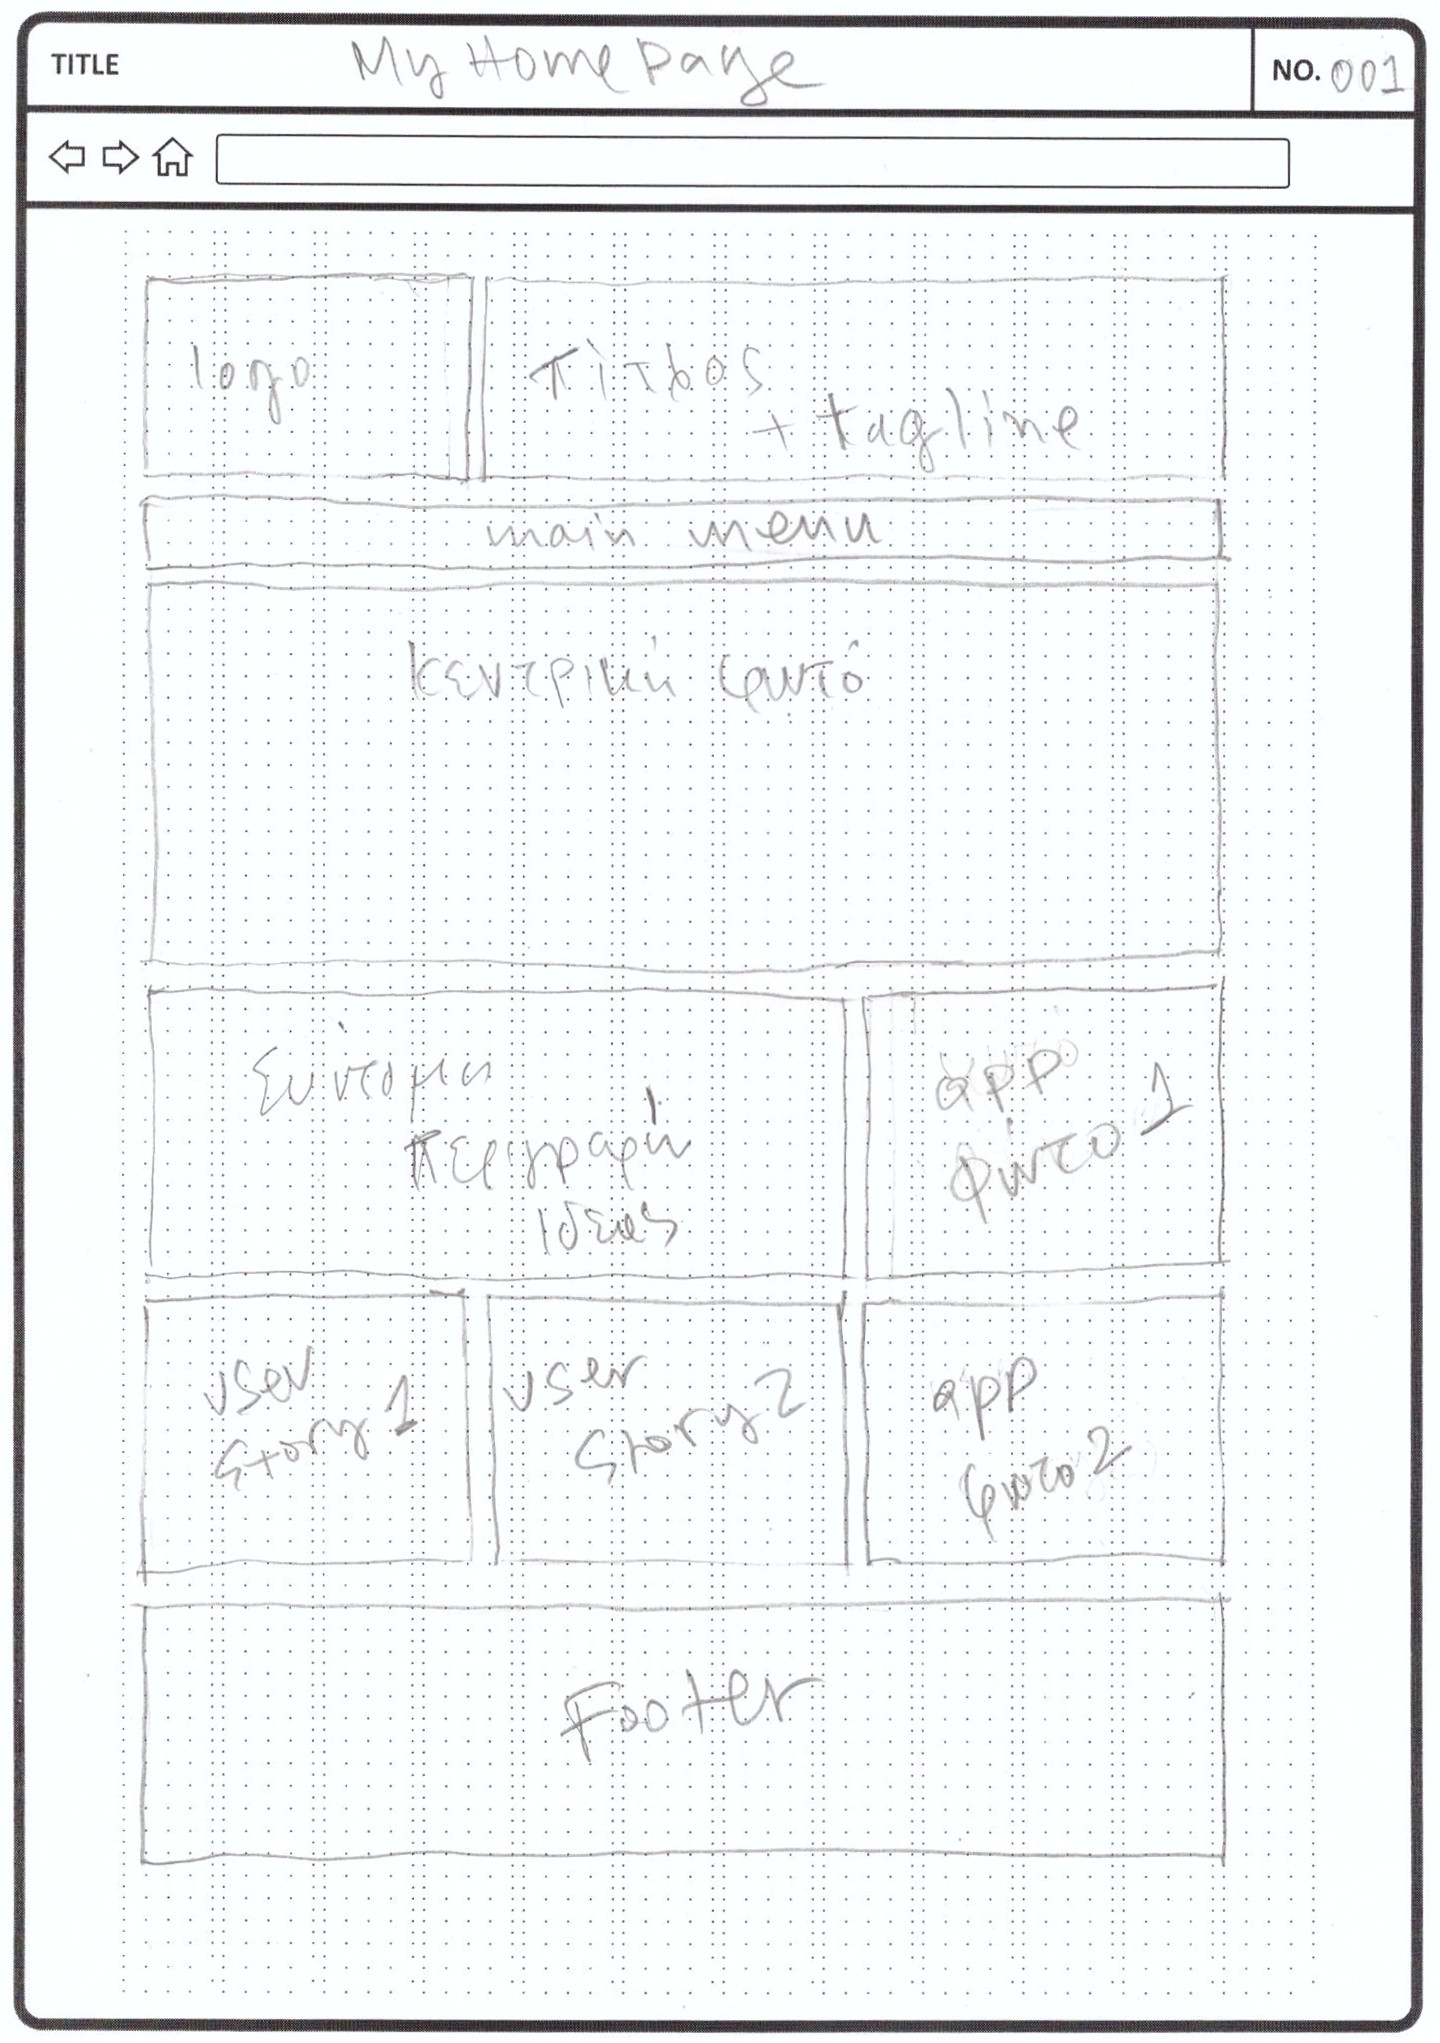 TITLE My Home page NO. 001
logo
τίτλος
+ tagline
main menu
κεντρική φωτό
Σύντομη
περιγραφή
ιδέας
app
φωτο 1
user
story 1
user
story 2
app
φωτο 2
Footer